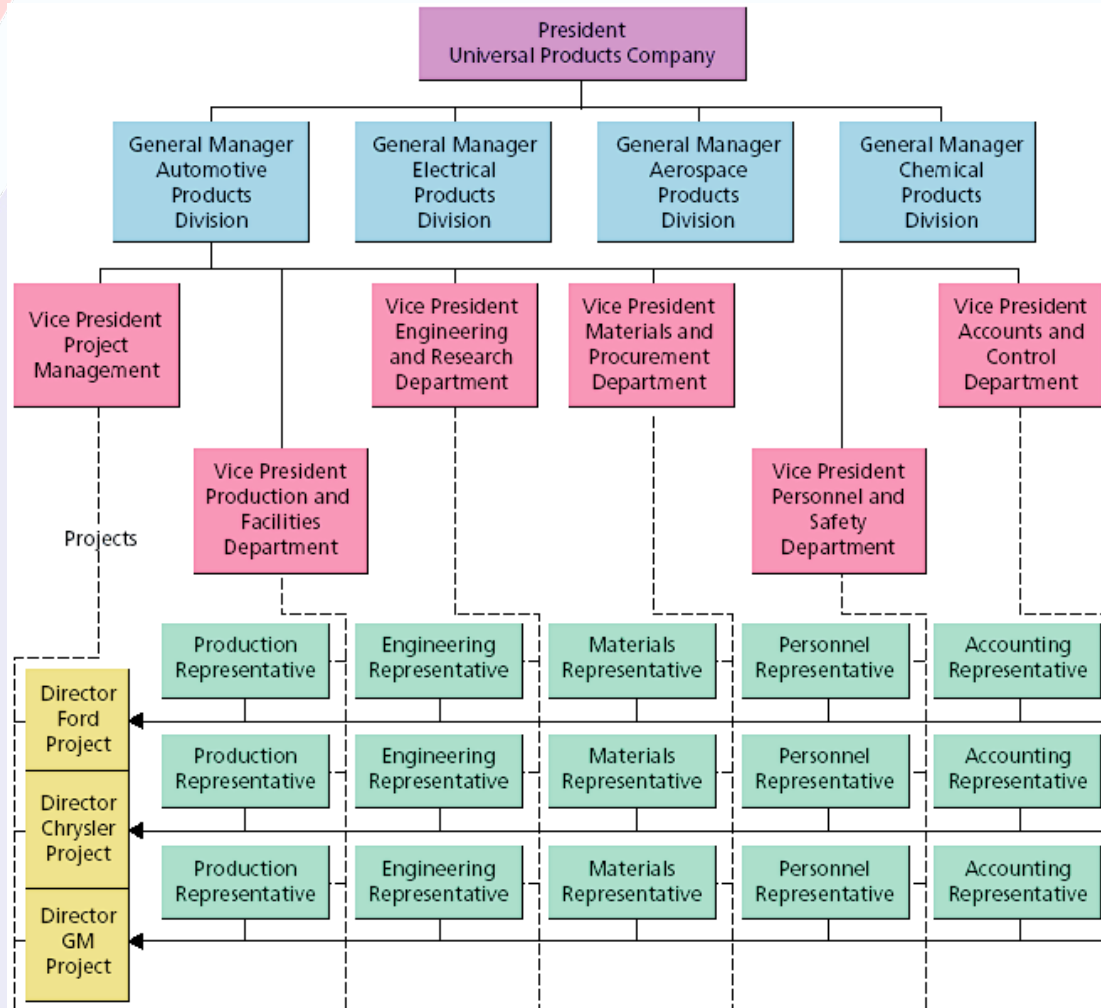 President
Universal Products Company
General Manager
Automotive
Products
Division
General Manager
Electrical
Products
Division
General Manager
Aerospace
Products
Division
General Manager
Chemical
Products
Division
Vice President
Project
Management
Vice President
Engineering
and Research
Department
Vice President
Materials and
Procurement
Department
Vice President
Accounts and
Control
Department
Vice President
Production and
Facilities
Department
Vice President
Personnel and
Safety
Department
Projects
Production
Representative
Engineering
Representative
Materials
Representative
Personnel
Representative
Accounting
Representative
Director
Ford
Project
Production
Representative
Engineering
Representative
Materials
Representative
Personnel
Representative
Accounting
Representative
Director
Chrysler
Project
Production
Representative
Engineering
Representative
Materials
Representative
Personnel
Representative
Accounting
Representative
Director
GM
Project